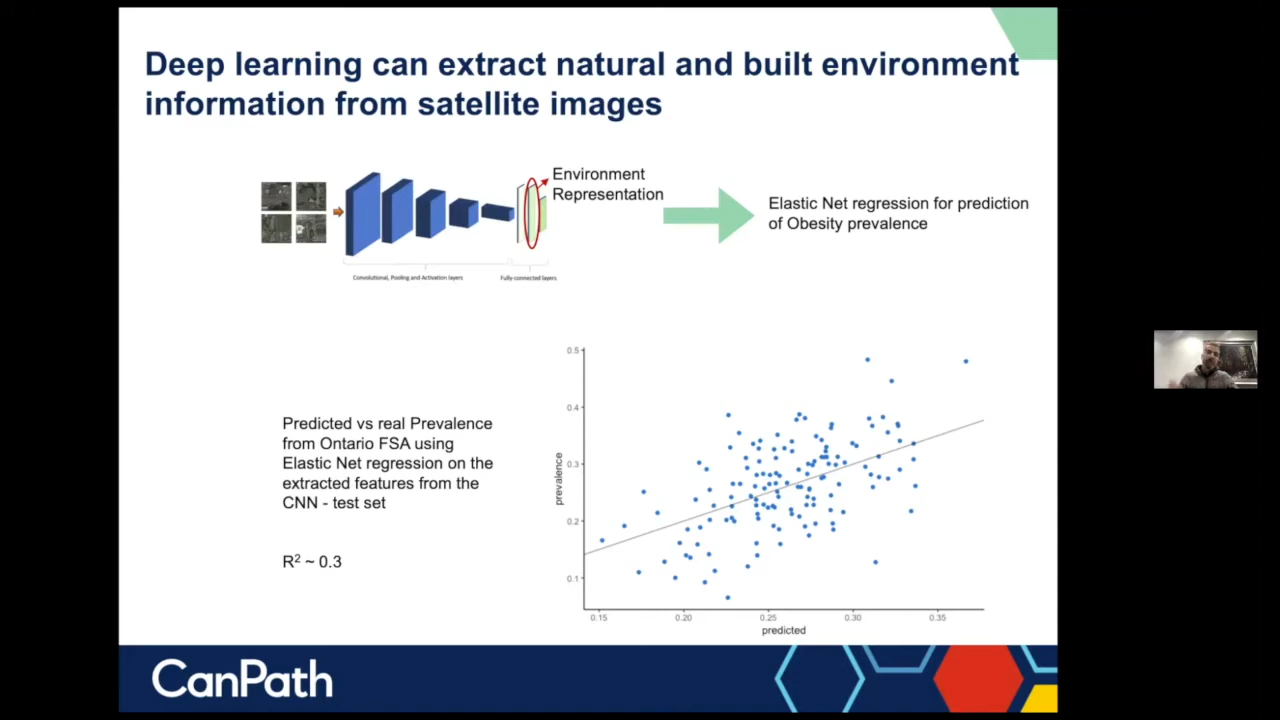 Deep learning can extract natural and built environment
information from satellite images
Environment
Representation
Elastic Net regression for prediction
of Obesity prevalence
Convolutional, Pooling and Activation layers
Fully-connected layers
Predicted vs real Prevalence
from Ontario FSA using
Elastic Net regression on the
extracted features from the
CNN - test set
R² ~ 0.3
prevalence
0.5
0.4
0.3
0.2
0.1
0.15 0.20 0.25 0.30 0.35
predicted
CanPath